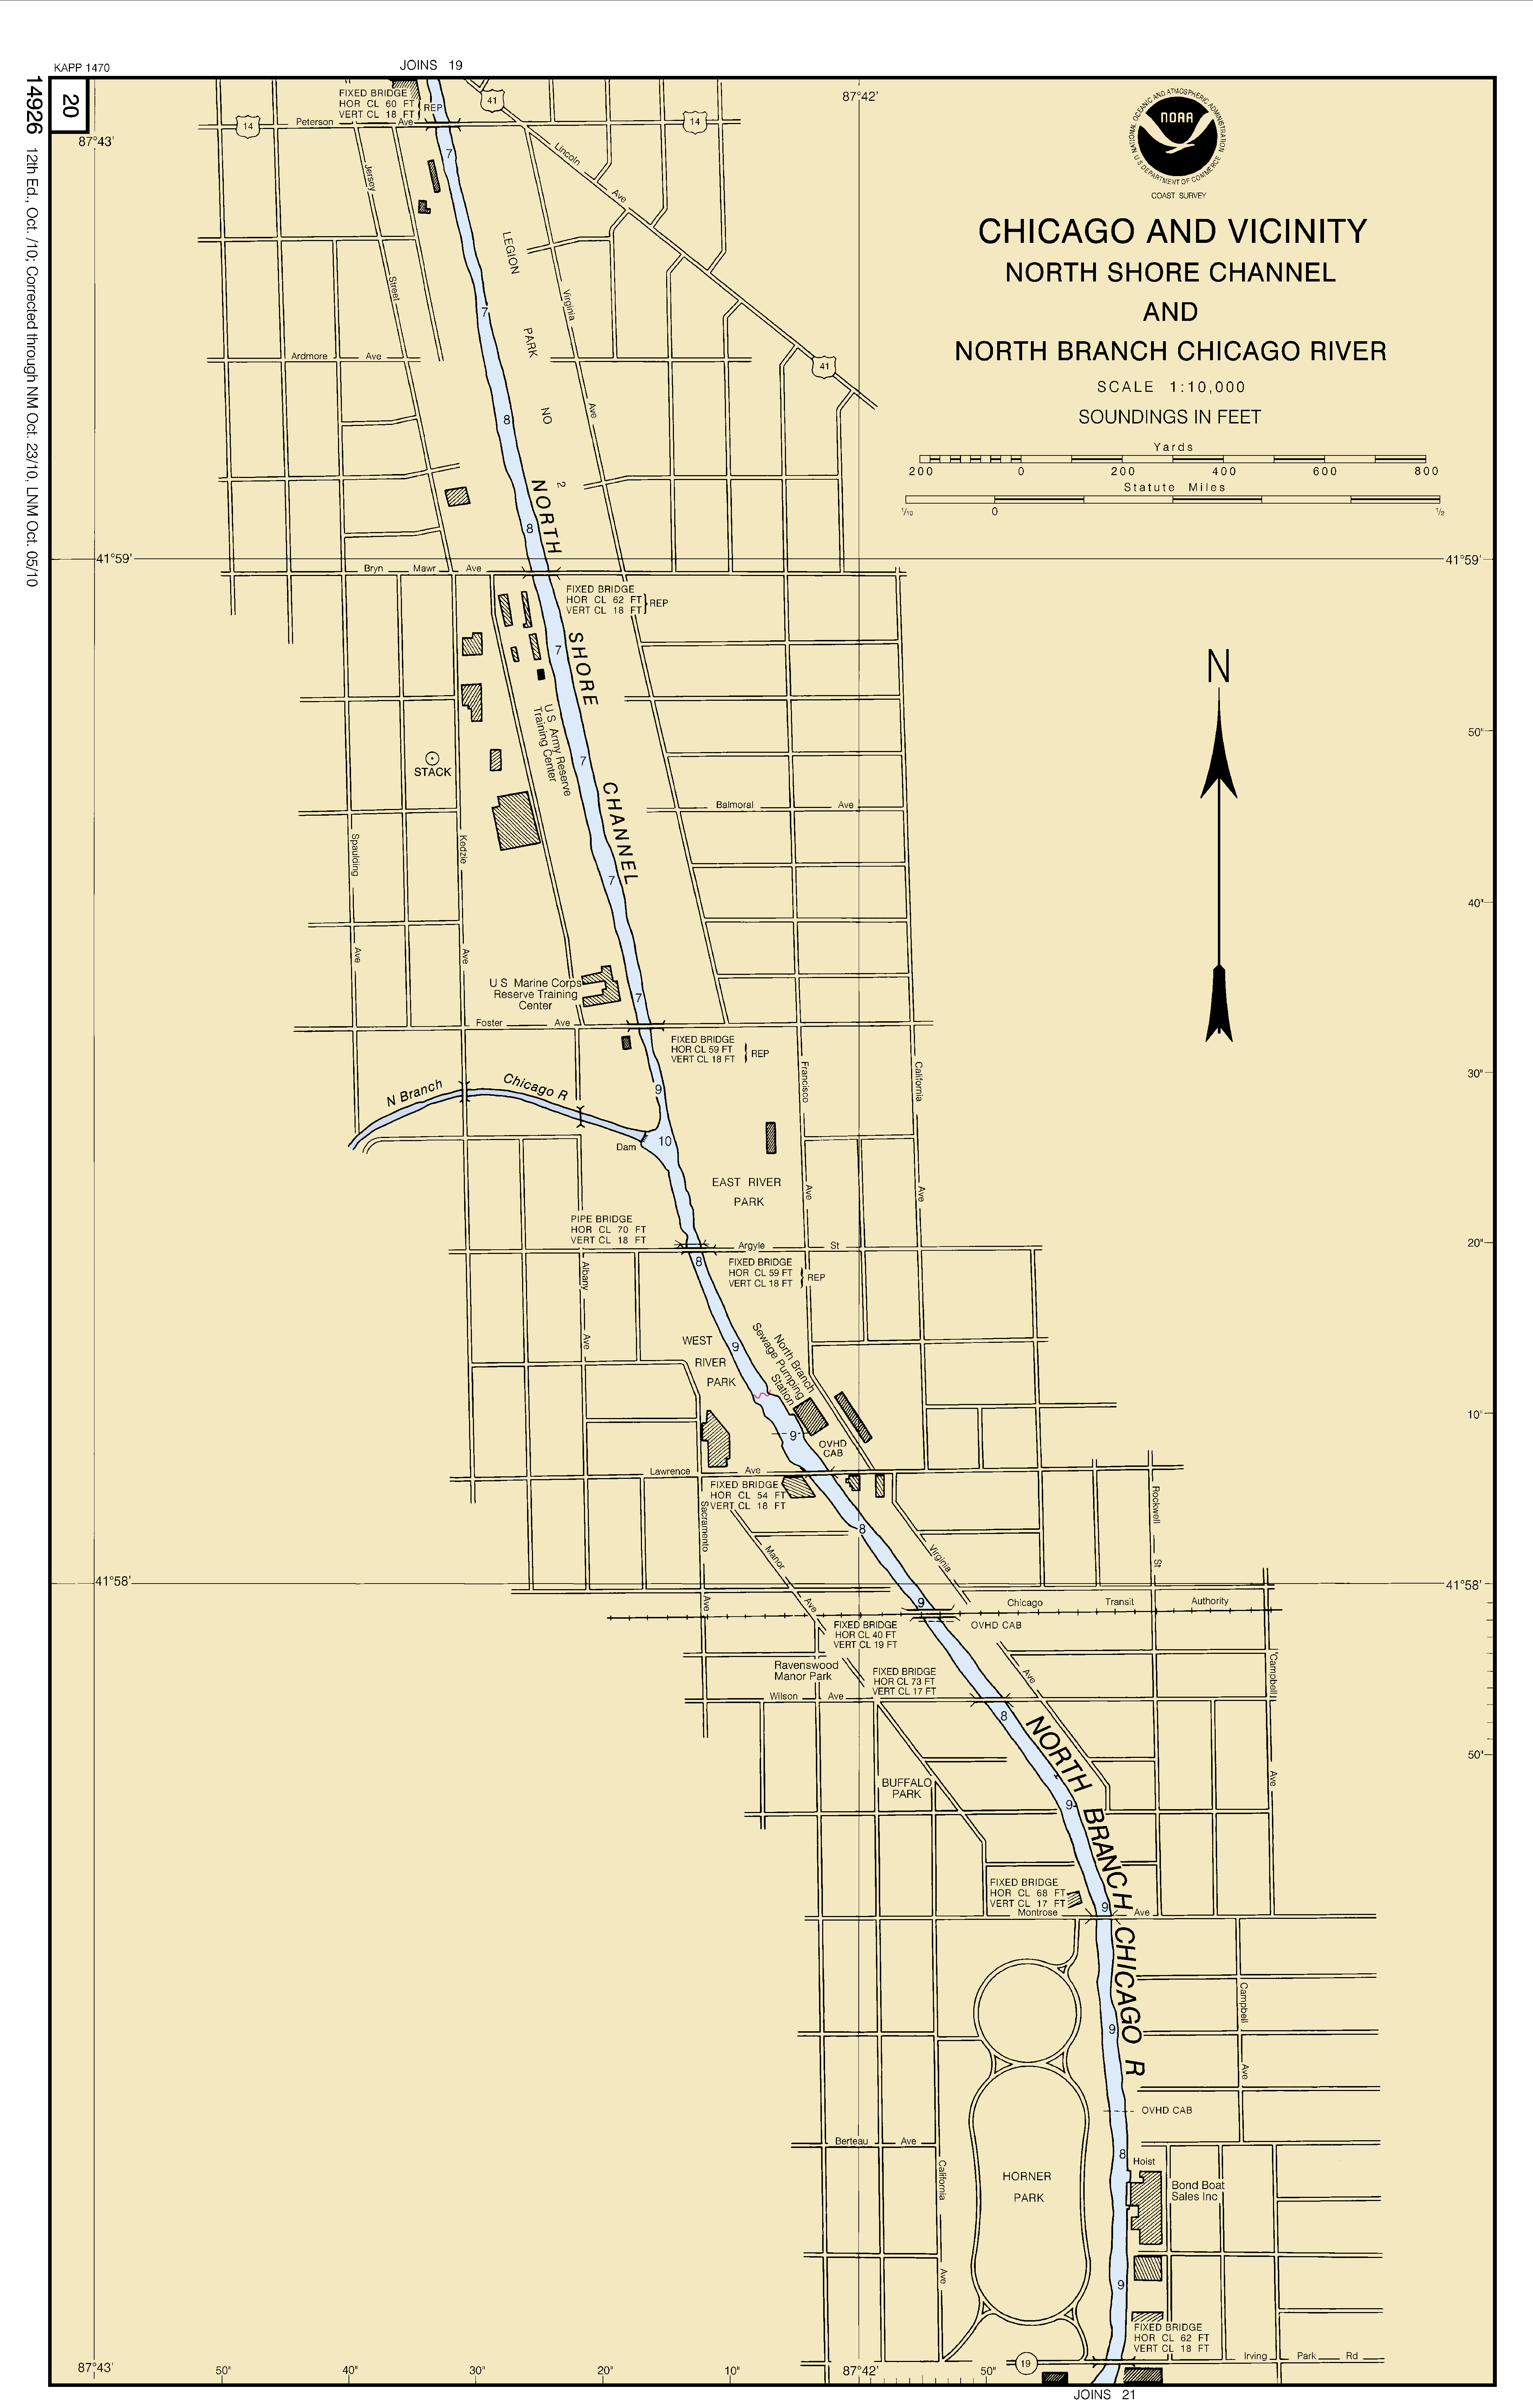 KAPP 1470
JOINS 19
20
14926 12th Ed., Oct. /10; Corrected through NM Oct. 23/10, LNM Oct. 05/10
87°43'
87°42'
FIXED BRIDGE
HOR CL 60 FT
VERT CL 18 FT
REP
41
14
Peterson Ave
14
7
Lincoln Ave
Jersey Street
NATIONAL OCEANIC AND ATMOSPHERIC ADMINISTRATION
NOAA
U.S. DEPARTMENT OF COMMERCE
COAST SURVEY
CHICAGO AND VICINITY
NORTH SHORE CHANNEL
AND
NORTH BRANCH CHICAGO RIVER
SCALE 1:10,000
SOUNDINGS IN FEET
Yards
200 0 200 400 600 800
Statute Miles
1/10 0 1/2
LEGION PARK NO 2
Virginia Ave
7
Ardmore Ave
41
8
8
NORTH SHORE CHANNEL
41°59'
41°59'
Bryn Mawr Ave
FIXED BRIDGE
HOR CL 62 FT
VERT CL 18 FT
REP
7
N
U S Army Reserve
Training Center
50"
STACK
7
Balmoral Ave
Spaulding Ave
Kedzie Ave
7
40"
U S Marine Corps
Reserve Training
Center
7
Foster Ave
FIXED BRIDGE
HOR CL 59 FT
VERT CL 18 FT
REP
Francisco Ave
California Ave
30"
N Branch Chicago R
9
10
Dam
EAST RIVER
PARK
PIPE BRIDGE
HOR CL 70 FT
VERT CL 18 FT
Argyle St
20"
8
FIXED BRIDGE
HOR CL 59 FT
VERT CL 18 FT
REP
Albany Ave
WEST
RIVER
PARK
9
North Branch
Sewage Pumping
Station
9
OVHD
CAB
10"
Lawrence Ave
FIXED BRIDGE
HOR CL 54 FT
VERT CL 18 FT
Sacramento Ave
8
Manor Ave
Virginia Ave
Rockwell St
41°58'
41°58'
9
Chicago Transit Authority
OVHD CAB
FIXED BRIDGE
HOR CL 40 FT
VERT CL 19 FT
Ravenswood
Manor Park
FIXED BRIDGE
HOR CL 73 FT
VERT CL 17 FT
Wilson Ave
Campbell Ave
8
NORTH BRANCH CHICAGO R
50"
BUFFALO
PARK
9
FIXED BRIDGE
HOR CL 68 FT
VERT CL 17 FT
9
Montrose Ave
Campbell Ave
9
OVHD CAB
Berteau Ave
California Ave
8
Hoist
Bond Boat
Sales Inc
HORNER
PARK
9
FIXED BRIDGE
HOR CL 62 FT
VERT CL 18 FT
19
Irving Park Rd
87°43'
50"
40"
30"
20"
10"
87°42'
50"
JOINS 21